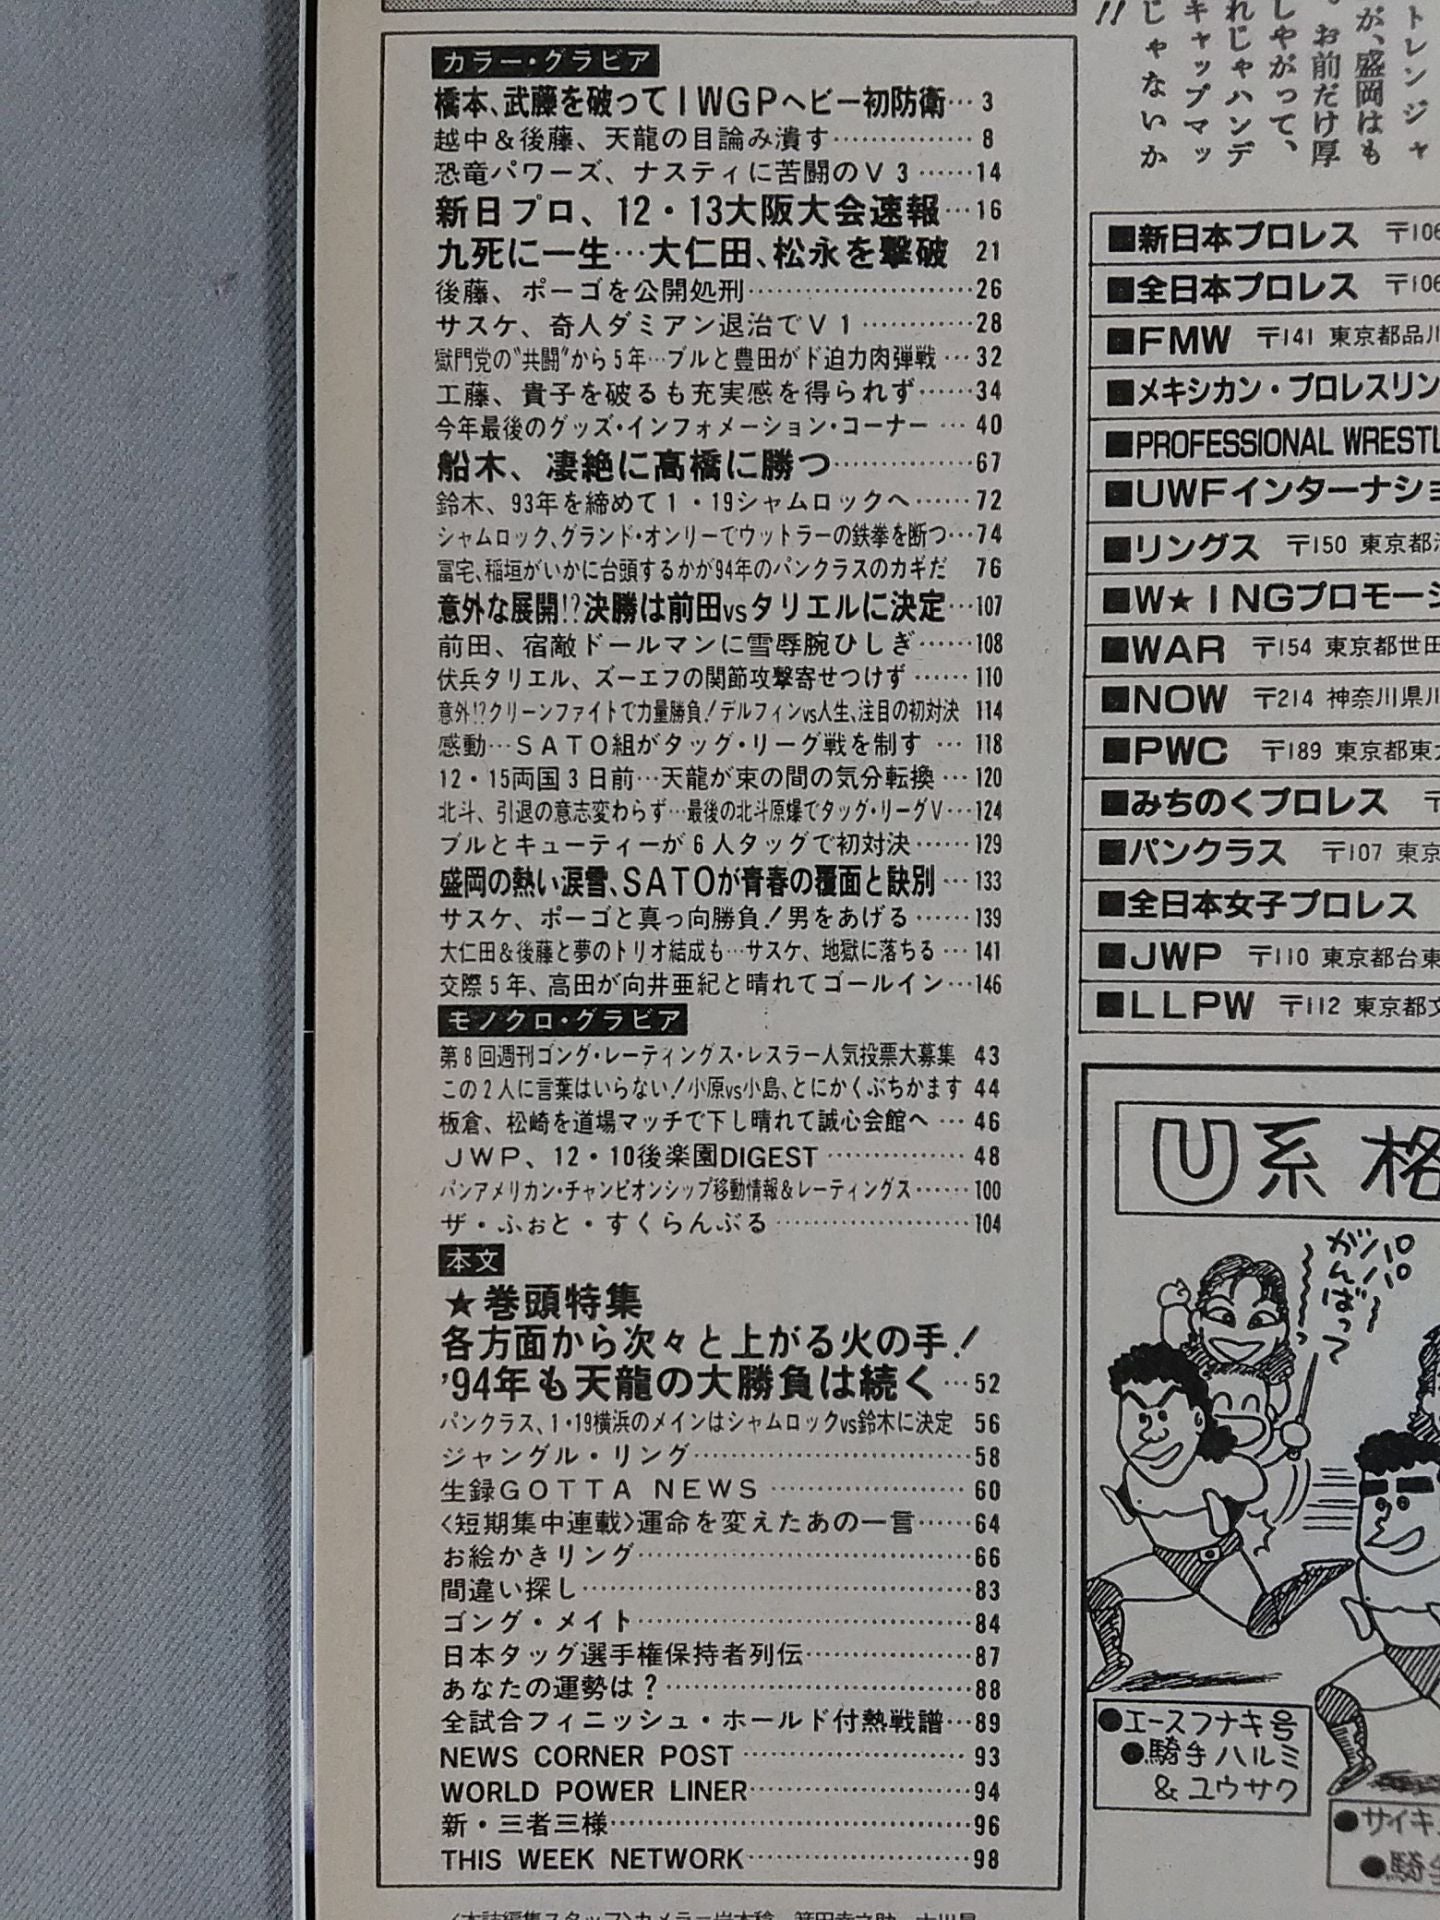 カラー・グラビア
橋本、武藤を破ってIWGPヘビー初防衛…3
越中&後藤、天龍の目論み潰す……………8
恐竜パワーズ、ナスティに苦闘のV3……14
新日プロ、12・13大阪大会速報…16
九死に一生…大仁田、松永を撃破 21
後藤、ポーゴを公開処刑……………………26
サスケ、奇人ダミアン退治でV1…………28
獄門党の"共闘"から5年…ブルと豊田がド迫力肉弾戦…32
工藤、貴子を破るも充実感を得られず……34
今年最後のグッズ・インフォメーション・コーナー…40
船木、凄絶に高橋に勝つ……………67
鈴木、93年を締めて1・19シャムロックへ……72
シャムロック、グランド・オンリーでウットラーの鉄拳を断つ…74
冨宅、稲垣がいかに台頭するかが94年のパンクラスのカギだ 76
意外な展開!?決勝は前田vsタリエルに決定…107
前田、宿敵ドールマンに雪辱腕ひしぎ……108
伏兵タリエル、ズーエフの関節攻撃寄せつけず……110
意外!?クリーンファイトで力量勝負!デルフィンvs人生、注目の初対決 114
感動…SATO組がタッグ・リーグ戦を制す…118
12・15両国3日前…天龍が束の間の気分転換…120
北斗、引退の意志変わらず…最後の北斗原爆でタッグ・リーグV…124
ブルとキューティーが6人タッグで初対決……129
盛岡の熱い涙雪、SATOが青春の覆面と訣別…133
サスケ、ポーゴと真っ向勝負!男をあげる……139
大仁田&後藤と夢のトリオ結成も…サスケ、地獄に落ちる…141
交際5年、高田が向井亜紀と晴れてゴールイン…146
モノクロ・グラビア
第8回週刊ゴング・レーティングス・レスラー人気投票大募集 43
この2人に言葉はいらない!小原vs小島、とにかくぶちかます 44
板倉、松崎を道場マッチで下し晴れて誠心会館へ…46
JWP、12・10後楽園DIGEST……………48
パンアメリカン・チャンピオンシップ移動情報&レーティングス……100
ザ・ふぉと・すくらんぶる…………………104
本文
★巻頭特集
各方面から次々と上がる火の手!
'94年も天龍の大勝負は続く…52
パンクラス、1・19横浜のメインはシャムロックvs鈴木に決定 56
ジャングル・リング…………………………58
生録GOTTA NEWS…………………60
〈短期集中連載〉運命を変えたあの一言……64
お絵かきリング………………………………66
間違い探し……………………………………83
ゴング・メイト………………………………84
日本タッグ選手権保持者列伝………………87
あなたの運勢は?……………………………88
全試合フィニッシュ・ホールド付熱戦譜…89
NEWS CORNER POST……………………93
WORLD POWER LINER……………………94
新・三者三様…………………………………96
THIS WEEK NETWORK……………………98
トレンジャ
が、盛岡はも
。お前だけ厚
しやがって、
れじゃハンデ
キャップマッ
じゃないか
!!
■新日本プロレス 〒106
■全日本プロレス 〒106
■FMW 〒141 東京都品川
■メキシカン・プロレスリン
■PROFESSIONAL WRESTL
■UWFインターナショ
■リングス 〒150 東京都
■W★INGプロモーシ
■WAR 〒154 東京都世田
■NOW 〒214 神奈川県川
■PWC 〒189 東京都東
■みちのくプロレス 〒
■パンクラス 〒107 東京
■全日本女子プロレス
■JWP 〒110 東京都台東
■LLPW 〒112 東京都文
U系 格
パパ
がんばって
●エースフナキ号
●騎手ハルミ
&ユウサク
●サイキ
●騎手